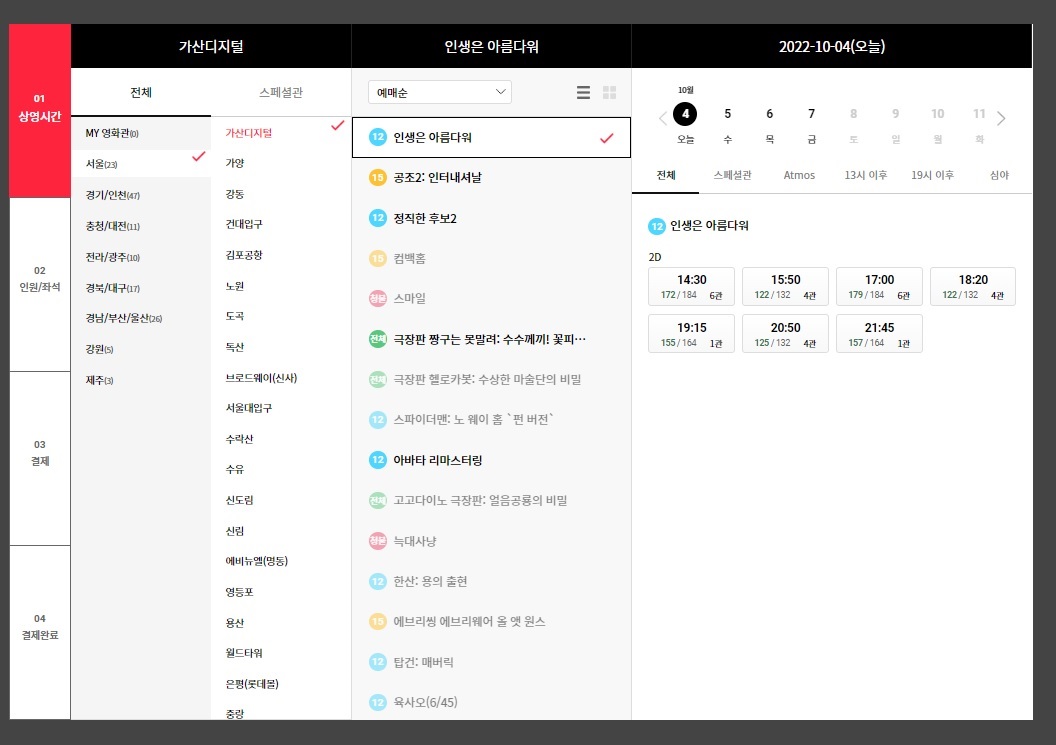 가산디지털
인생은 아름다워
2022-10-04(오늘)
01
상영시간
02
인원/좌석
03
결제
04
결제완료
전체
스페셜관
MY 영화관(0)
서울(23)
경기/인천(47)
충청/대전(11)
전라/광주(10)
경북/대구(17)
경남/부산/울산(26)
강원(5)
제주(3)
가산디지털
가양
강동
건대입구
김포공항
노원
도곡
독산
브로드웨이(신사)
서울대입구
수락산
수유
신도림
신림
에비뉴엘(명동)
영등포
용산
월드타워
은평(롯데몰)
중랑
예매순
12 인생은 아름다워
15 공조2: 인터내셔날
12 정직한 후보2
15 컴백홈
청불 스마일
전체 극장판 짱구는 못말려: 수수께끼! 꽃피…
전체 극장판 헬로카봇: 수상한 마술단의 비밀
12 스파이더맨: 노 웨이 홈 `펀 버전`
12 아바타 리마스터링
전체 고고다이노 극장판: 얼음공룡의 비밀
청불 늑대사냥
12 한산: 용의 출현
15 에브리씽 에브리웨어 올 앳 원스
12 탑건: 매버릭
12 육사오(6/45)
10월
4 5 6 7 8 9 10 11
오늘 수 목 금 토 일 월 화
전체 스페셜관 Atmos 13시 이후 19시 이후 심야
12 인생은 아름다워
2D
14:30 15:50 17:00 18:20
172 / 184 6관 122 / 132 4관 179 / 184 6관 122 / 132 4관
19:15 20:50 21:45
155 / 164 1관 125 / 132 4관 157 / 164 1관